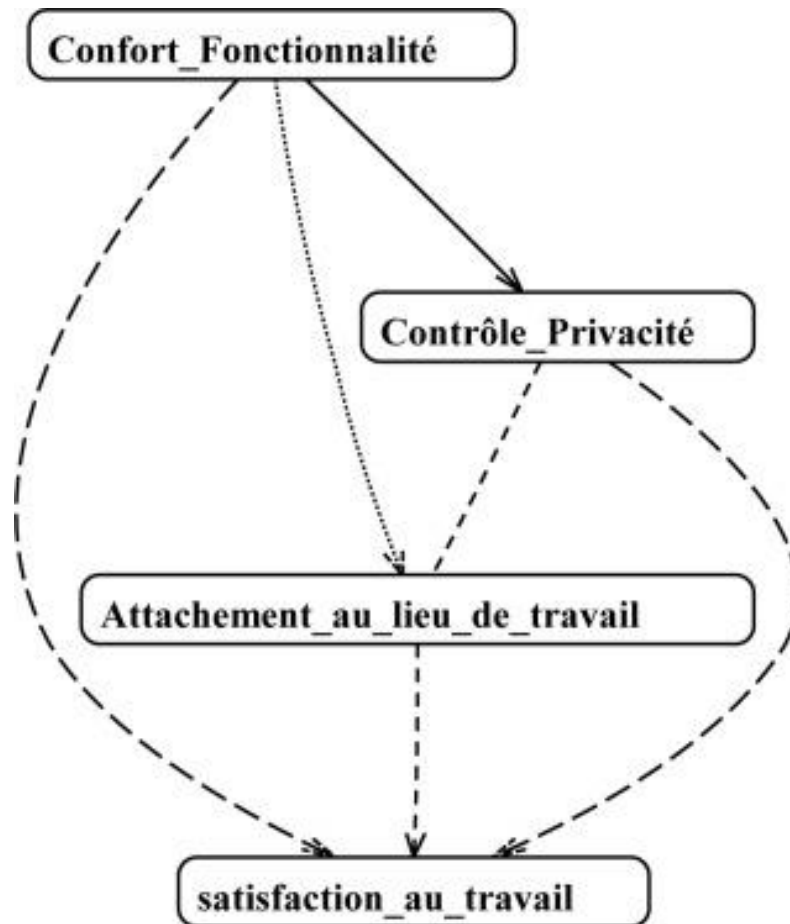 Confort_Fonctionnalité
Contrôle_Privacité
Attachement_au_lieu_de_travail
satisfaction_au_travail